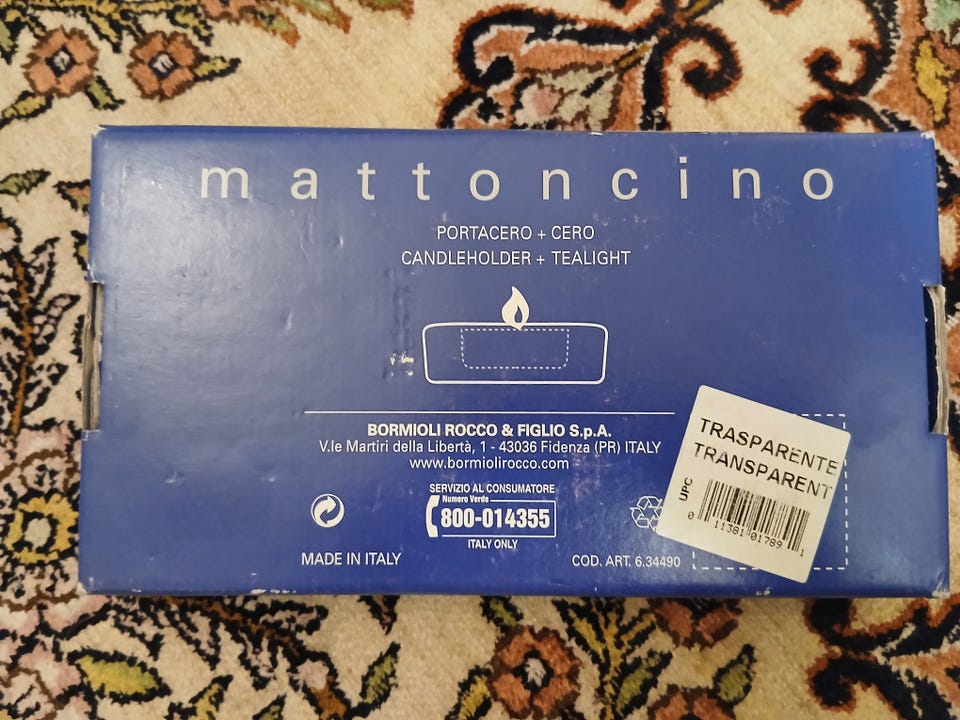 mattoncino
PORTACERO + CERO
CANDLEHOLDER + TEALIGHT
BORMIOLI ROCCO & FIGLIO S.p.A.
V.le Martiri della Libertà, 1 - 43036 Fidenza (PR) ITALY
www.bormiolirocco.com
SERVIZIO AL CONSUMATORE
Numero Verde
800-014355
ITALY ONLY
MADE IN ITALY
COD. ART. 6.34490
TRASPARENTE
TRANSPARENT
US
0 11381 01789 1